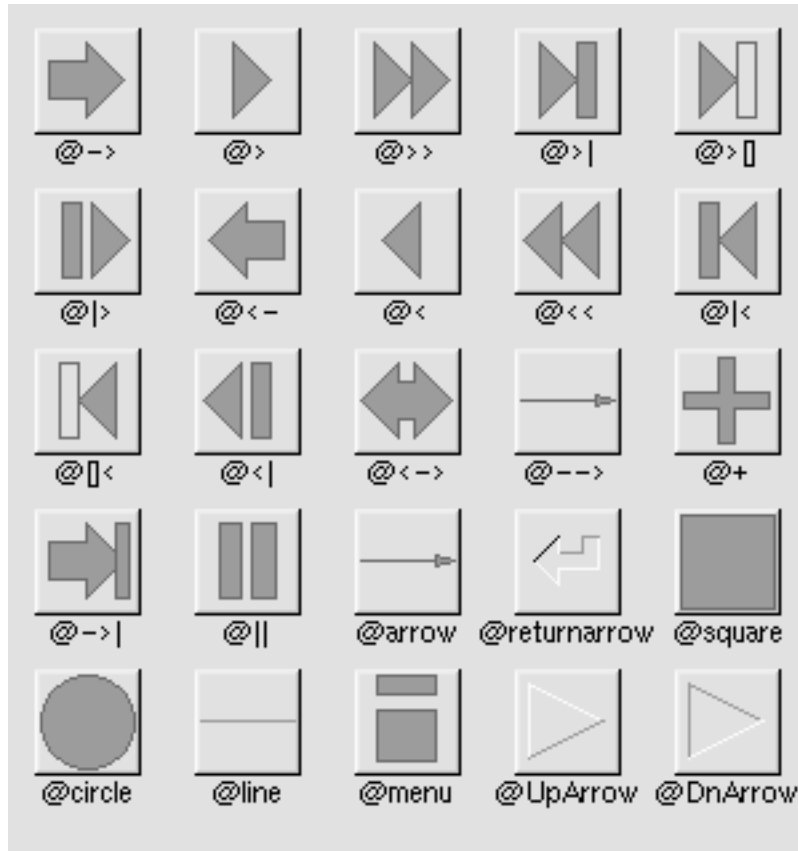 @->
@>
@>>
@>|
@>[]
@|>
@<-
@<
@<<
@|<
@[]<
@<|
@<->
@-->
@+
@->|
@||
@arrow
@returnarrow
@square
@circle
@line
@menu
@UpArrow
@DnArrow